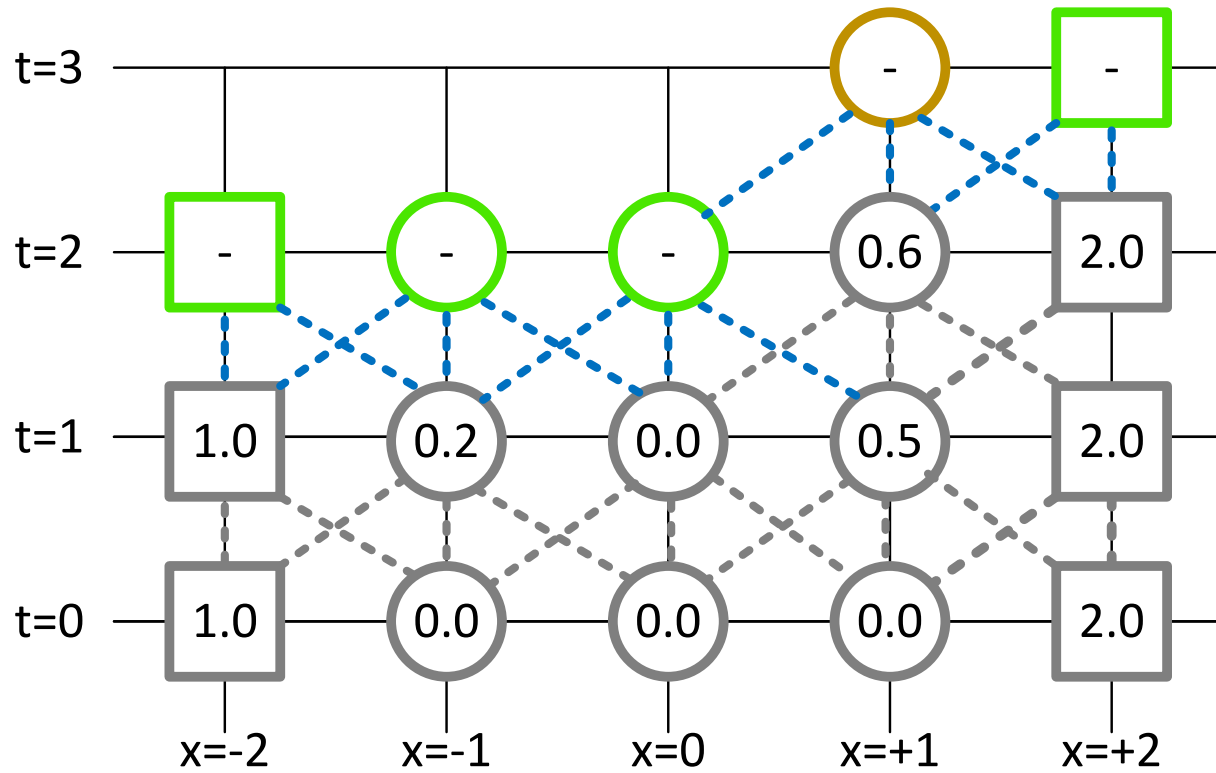 t=3 - -
t=2 - - - 0.6 2.0
t=1 1.0 0.2 0.0 0.5 2.0
t=0 1.0 0.0 0.0 0.0 2.0
x=-2 x=-1 x=0 x=+1 x=+2